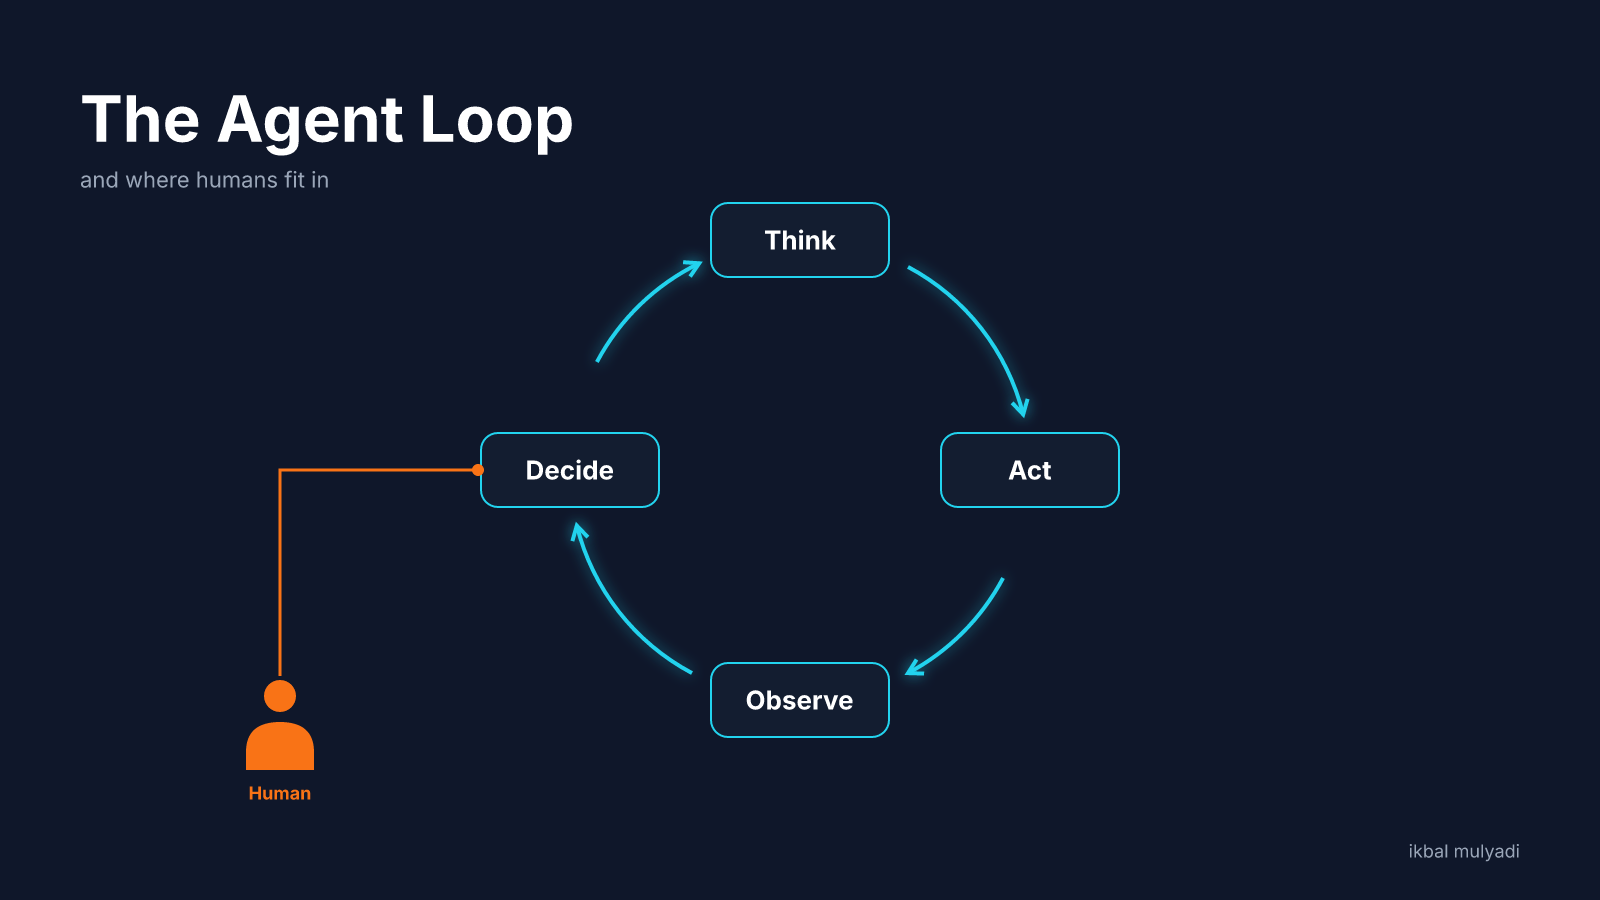 The Agent Loop
and where humans fit in
Think
Decide
Act
Observe
Human
ikbal mulyadi